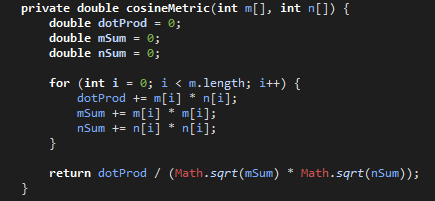 private double cosineMetric(int m[], int n[]) {
    double dotProd = 0;
    double mSum = 0;
    double nSum = 0;

    for (int i = 0; i < m.length; i++) {
        dotProd += m[i] * n[i];
        mSum += m[i] * m[i];
        nSum += n[i] * n[i];
    }

    return dotProd / (Math.sqrt(mSum) * Math.sqrt(nSum));
}